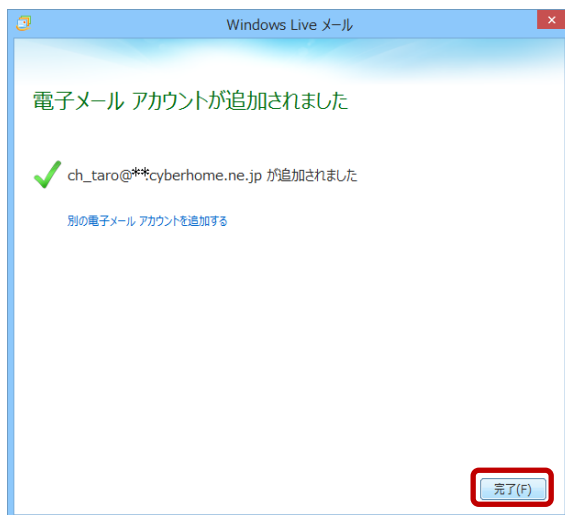 Windows Live メール
電子メール アカウントが追加されました
ch_taro@**.cyberhome.ne.jp が追加されました
別の電子メール アカウントを追加する
完了(F)